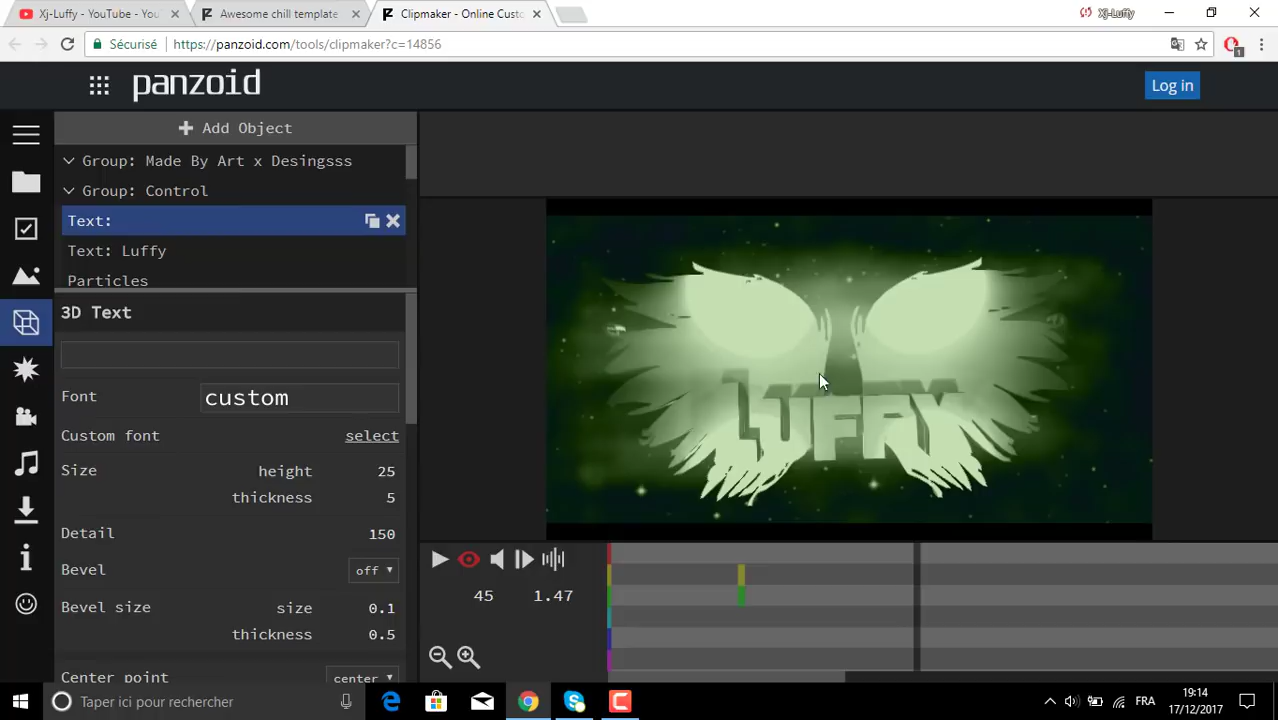 Xj-Luffy - YouTube - You
Awesome chill template
Clipmaker - Online Custo
Xj-Luffy
Sécurisé
https://panzoid.com/tools/clipmaker?c=14856
1
panzoid
Log in
+ Add Object
Group: Made By Art x Desingsss
Group: Control
Text:
Text: Luffy
Particles
3D Text
Font
custom
Custom font
select
Size
height
25
thickness
5
Detail
150
Bevel
off
Bevel size
size
0.1
thickness
0.5
Center point
center
LUFFY
45
1.47
Taper ici pour rechercher
FRA
19:14
17/12/2017